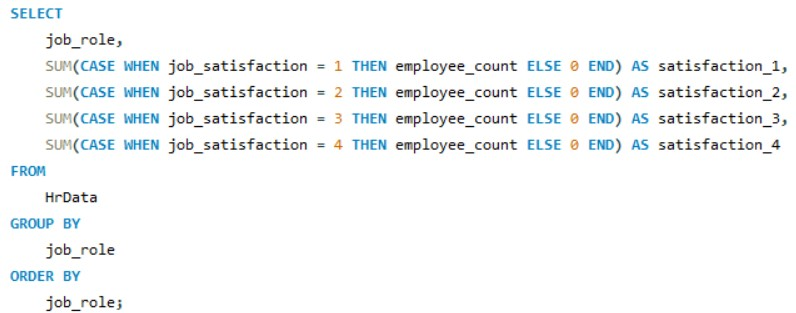 SELECT
job_role,
SUM(CASE WHEN job_satisfaction = 1 THEN employee_count ELSE 0 END) AS satisfaction_1,
SUM(CASE WHEN job_satisfaction = 2 THEN employee_count ELSE 0 END) AS satisfaction_2,
SUM(CASE WHEN job_satisfaction = 3 THEN employee_count ELSE 0 END) AS satisfaction_3,
SUM(CASE WHEN job_satisfaction = 4 THEN employee_count ELSE 0 END) AS satisfaction_4
FROM
HrData
GROUP BY
job_role
ORDER BY
job_role;